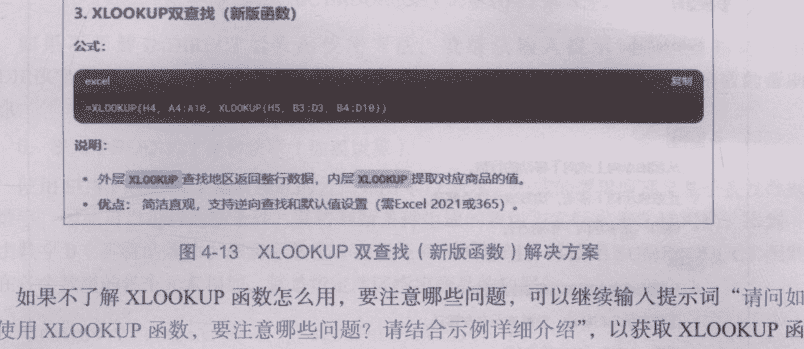 3. XLOOKUP双查找（新版函数）
公式：
excel
复制
=XLOOKUP(H4, A4:A10, XLOOKUP(H5, B3:D3, B4:D10))
说明：
• 外层 XLOOKUP 查找地区返回整行数据，内层 XLOOKUP 提取对应商品的值。
• 优点： 简洁直观，支持逆向查找和默认值设置（需Excel 2021或365）。
图 4-13 XLOOKUP 双查找（新版函数）解决方案
如果不了解 XLOOKUP 函数怎么用，要注意哪些问题，可以继续输入提示词“请问如
使用 XLOOKUP 函数，要注意哪些问题？请结合示例详细介绍”，以获取 XLOOKUP 函